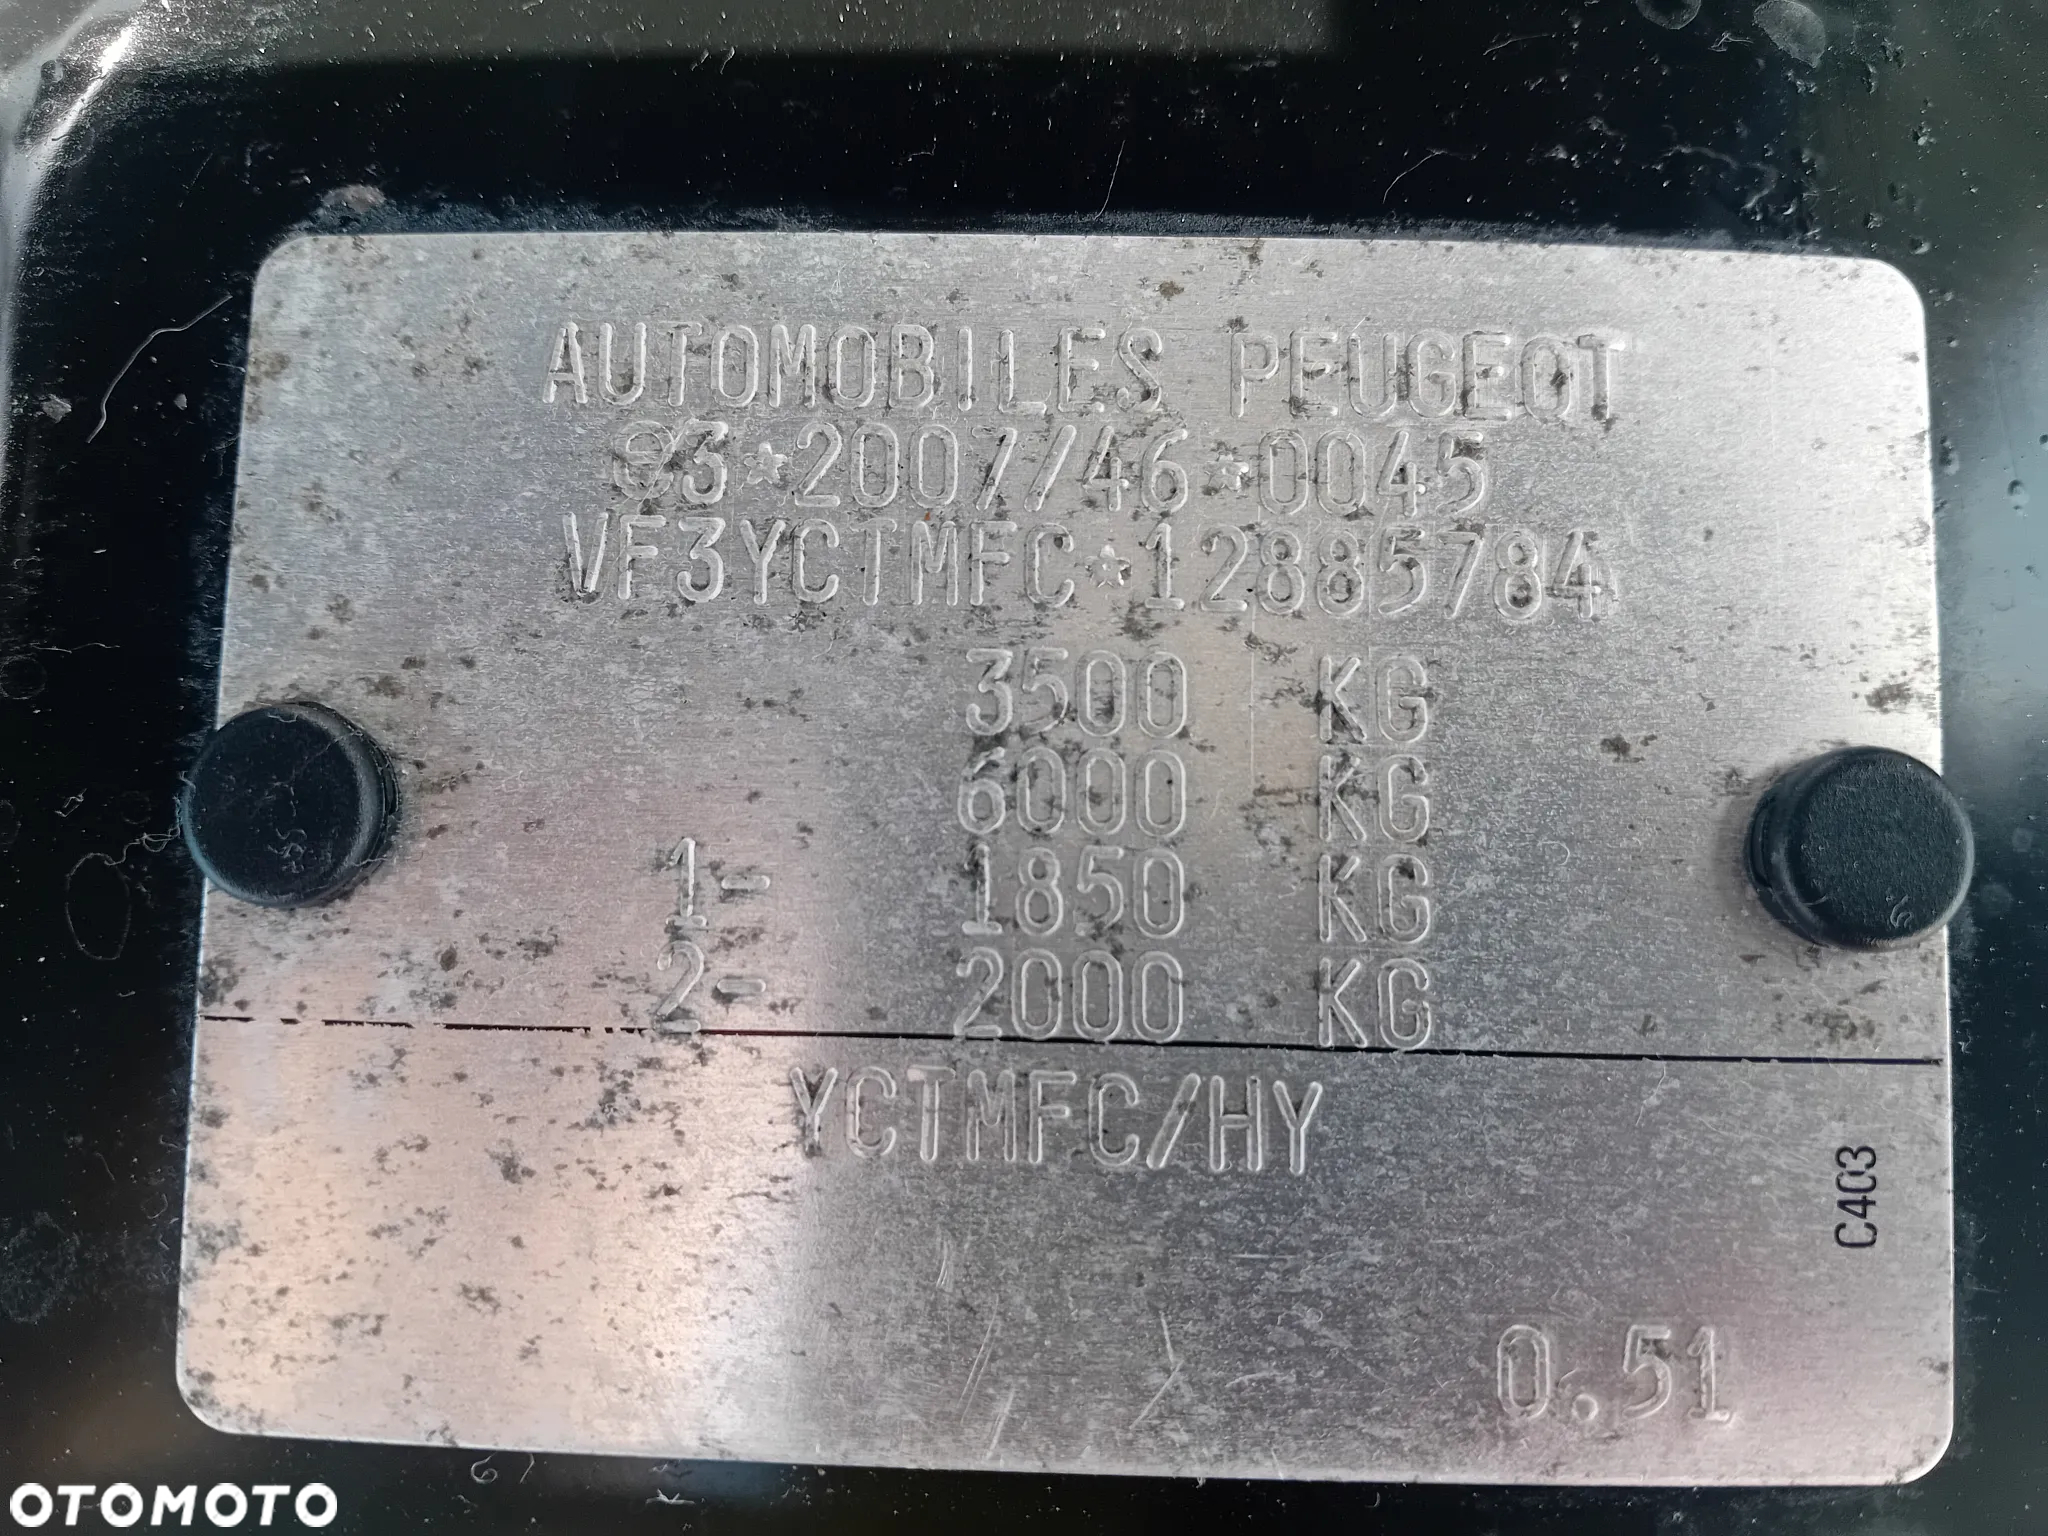 AUTOMOBILES PEUGEOT
e3*2007/46*0045
VF3YCTMFC*12885784
3500 KG
6000 KG
1- 1850 KG
2- 2000 KG
YCTMFC/HY
C403
0.51
OTOMOTO